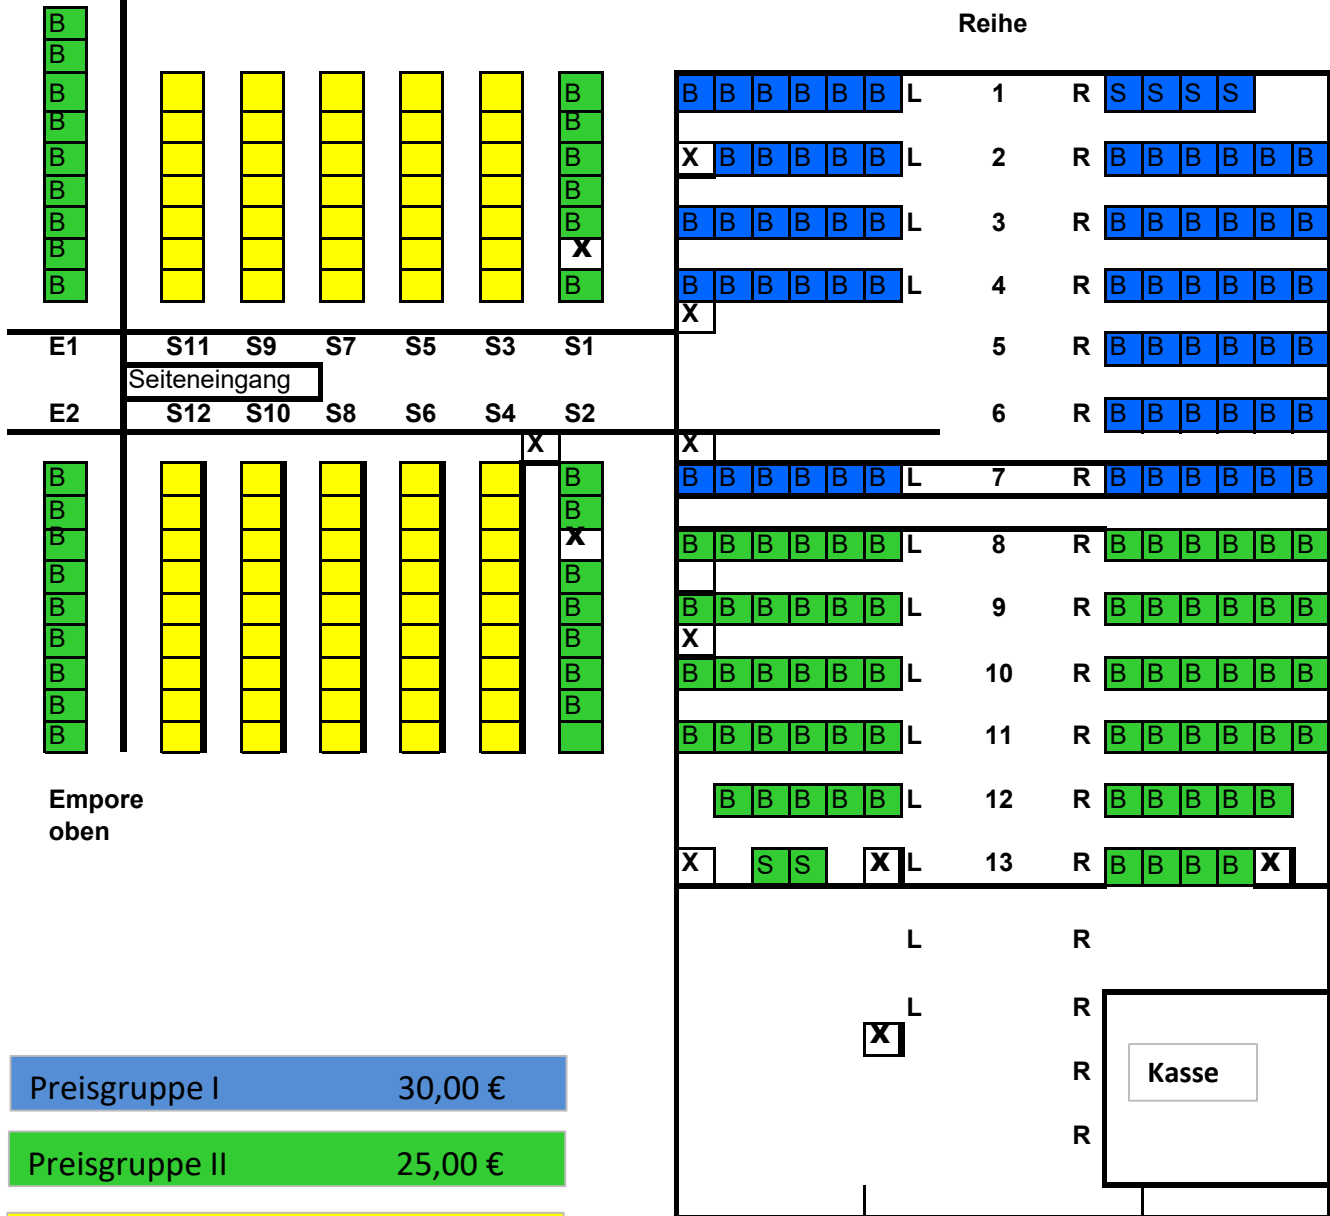 B Reihe
B
B B B B B B B B L 1 R S S S S
B B
B B X B B B B B L 2 R B B B B B B
B B
B B B B B B B B L 3 R B B B B B B
B X
B B B B B B B B L 4 R B B B B B B
X
E1 S11 S9 S7 S5 S3 S1 5 R B B B B B B
Seiteneingang
E2 S12 S10 S8 S6 S4 S2 6 R B B B B B B
X X
B B B B B B B B L 7 R B B B B B B
B B
B X B B B B B B L 8 R B B B B B B
B B
B B B B B B B B L 9 R B B B B B B
B B X
B B B B B B B B L 10 R B B B B B B
B B
B B B B B B B L 11 R B B B B B B
Empore B B B B B L 12 R B B B B B
oben
X S S X L 13 R B B B B X
L R
L R
X
Preisgruppe I 30,00 € R Kasse
R
Preisgruppe II 25,00 €